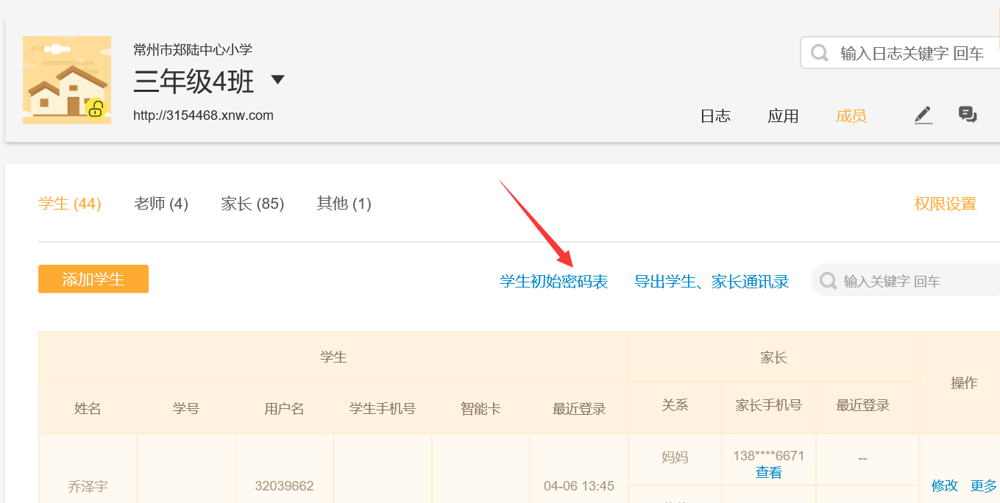 常州市郑陆中心小学
三年级4班
http://3154468.xnw.com
输入日志关键字 回车
日志 应用 成员
学生 (44) 老师 (4) 家长 (85) 其他 (1) 权限设置
添加学生 学生初始密码表 导出学生、家长通讯录 输入关键字 回车
学生 家长 操作
姓名 学号 用户名 学生手机号 智能卡 最近登录 关系 家长手机号 最近登录
妈妈 138****6671 --
查看
乔泽宇 32039662 04-06 13:45 修改 更多